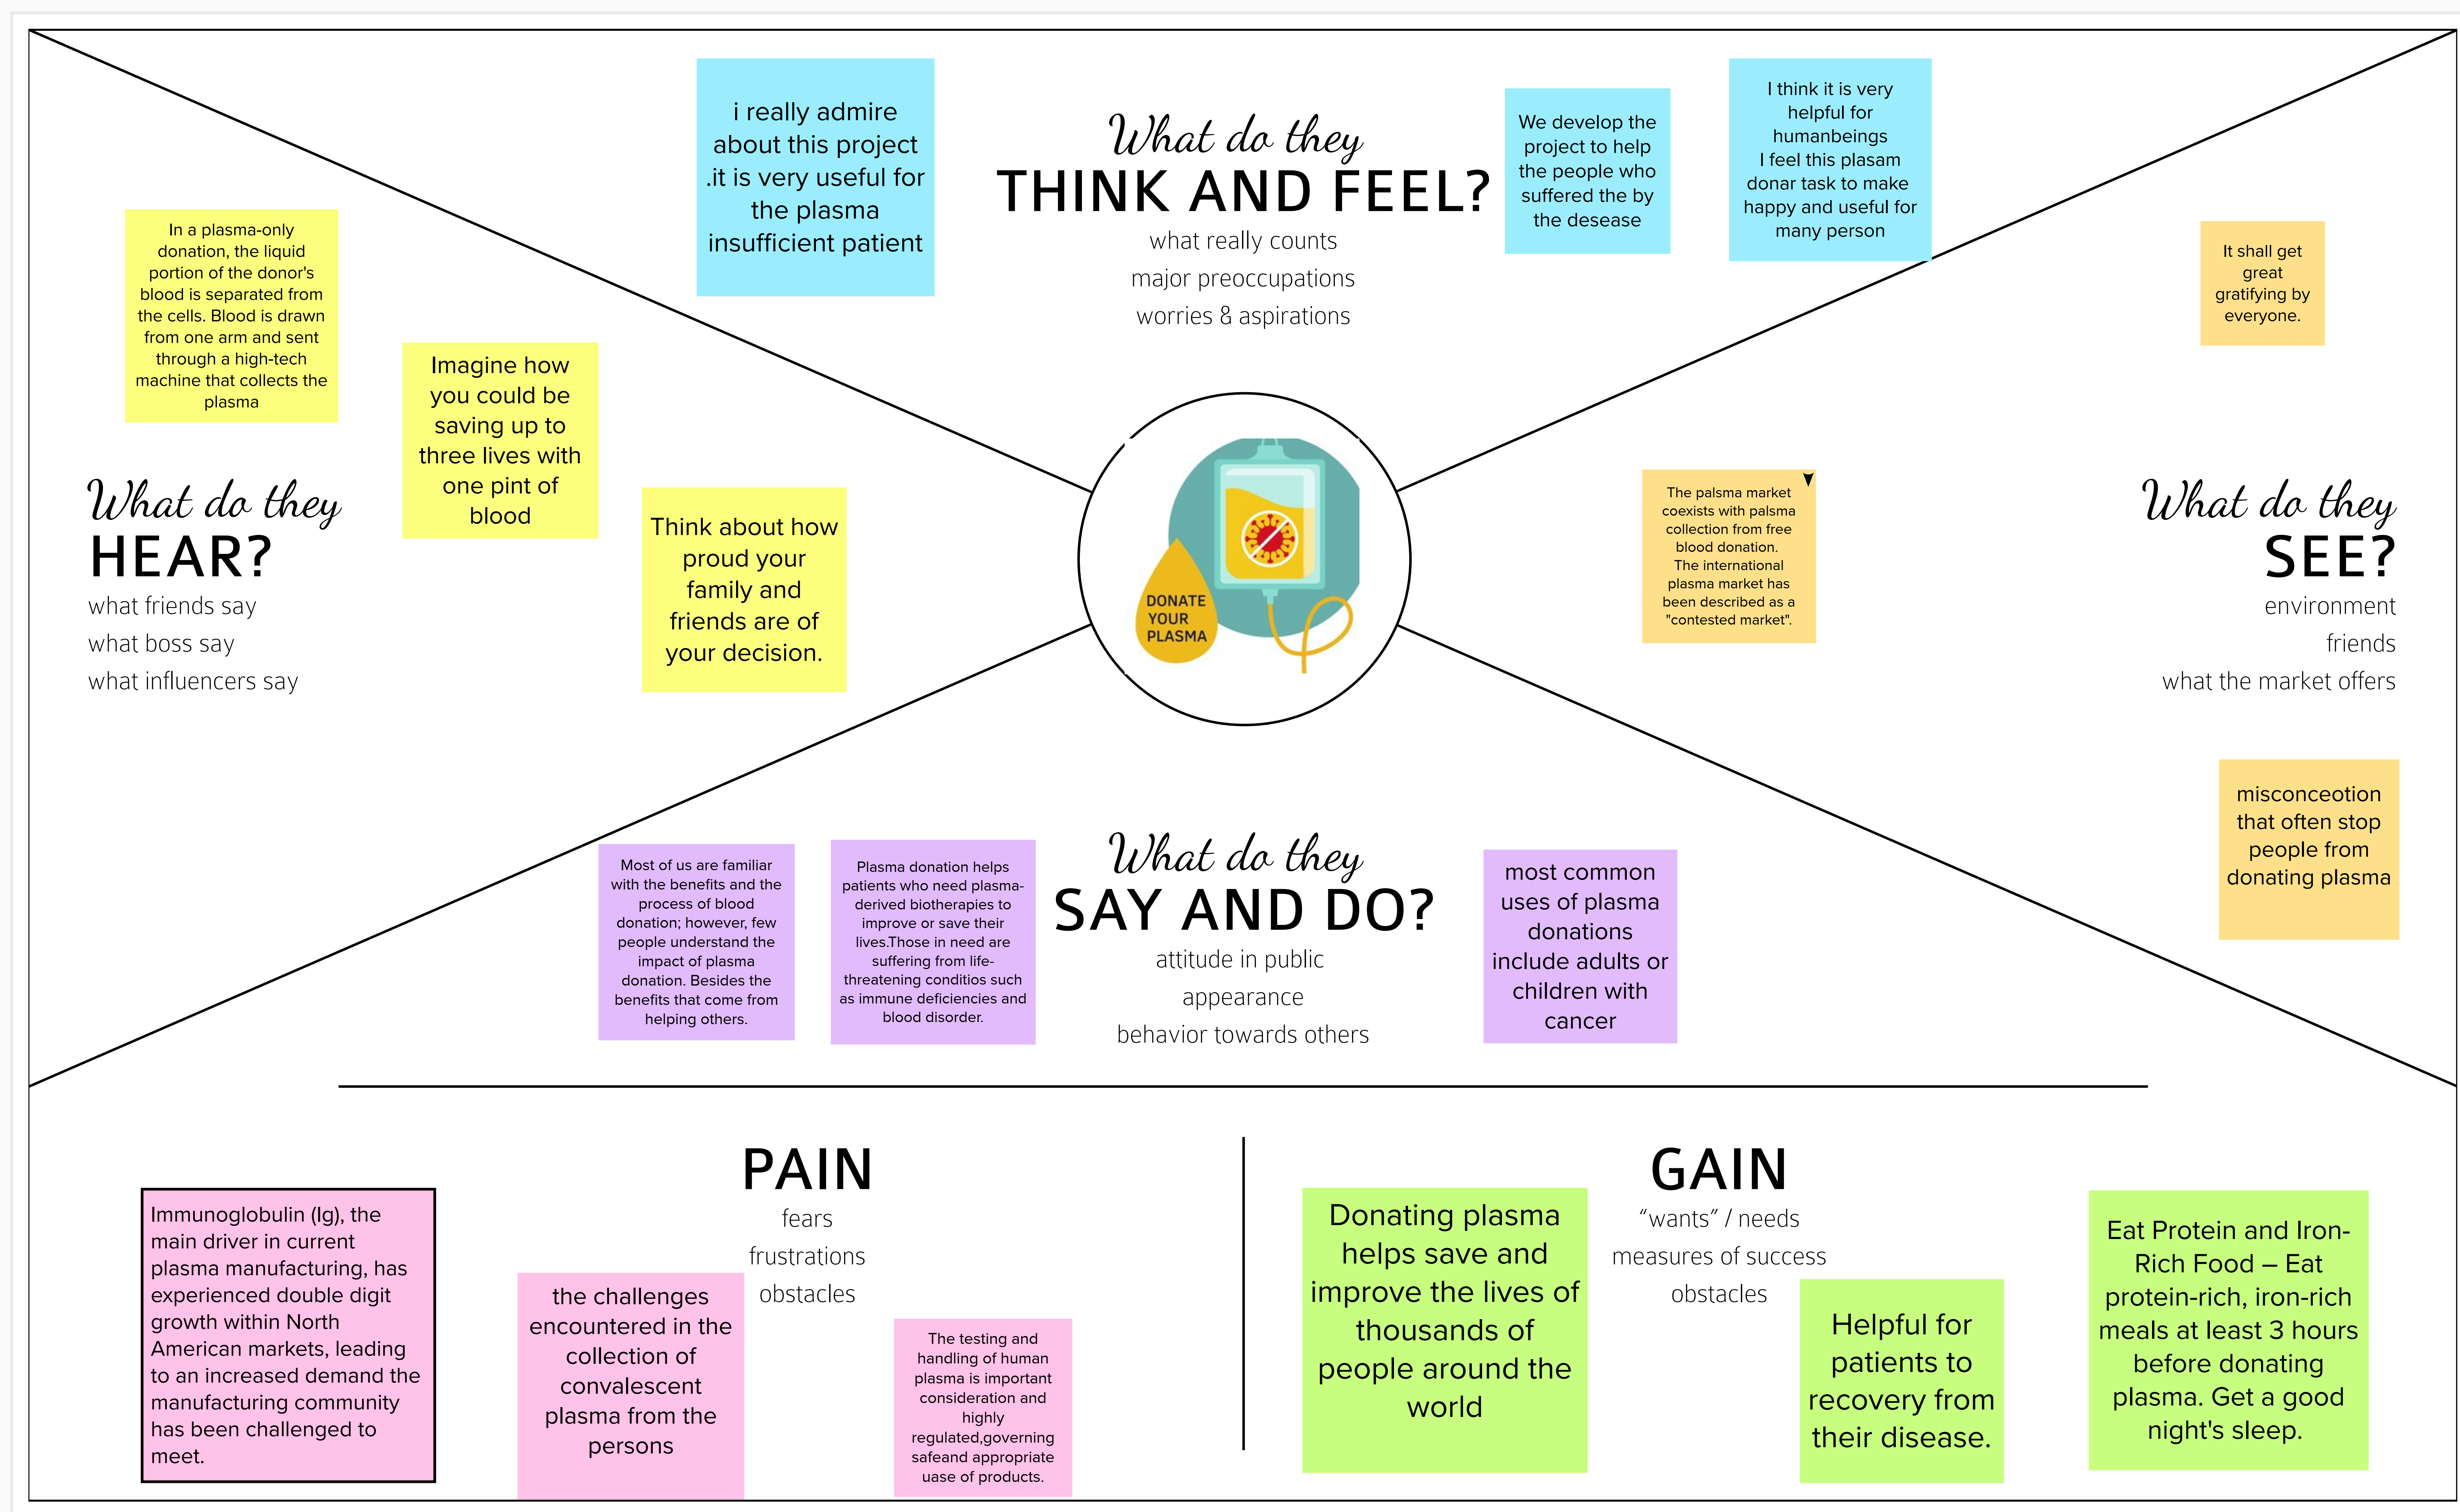 i really admire
about this project
.it is very useful for
the plasma
insufficient patient
What do they
THINK AND FEEL?
what really counts
major preoccupations
worries & aspirations
We develop the
project to help
the people who
suffered the by
the desease
I think it is very
helpful for
humanbeings
I feel this plasam
donar task to make
happy and useful for
many person
In a plasma-only
donation, the liquid
portion of the donor's
blood is separated from
the cells. Blood is drawn
from one arm and sent
through a high-tech
machine that collects the
plasma
Imagine how
you could be
saving up to
three lives with
one pint of
blood
Think about how
proud your
family and
friends are of
your decision.
What do they
HEAR?
what friends say
what boss say
what influencers say
DONATE
YOUR
PLASMA
It shall get
great
gratifying by
everyone.
The palsma market
coexists with palsma
collection from free
blood donation.
The international
plasma market has
been described as a
"contested market".
What do they
SEE?
environment
friends
what the market offers
misconceotion
that often stop
people from
donating plasma
Most of us are familiar
with the benefits and the
process of blood
donation; however, few
people understand the
impact of plasma
donation. Besides the
benefits that come from
helping others.
Plasma donation helps
patients who need plasma-
derived biotherapies to
improve or save their
lives.Those in need are
suffering from life-
threatening conditios such
as immune deficiencies and
blood disorder.
What do they
SAY AND DO?
attitude in public
appearance
behavior towards others
most common
uses of plasma
donations
include adults or
children with
cancer
PAIN
fears
frustrations
obstacles
Immunoglobulin (Ig), the
main driver in current
plasma manufacturing, has
experienced double digit
growth within North
American markets, leading
to an increased demand the
manufacturing community
has been challenged to
meet.
the challenges
encountered in the
collection of
convalescent
plasma from the
persons
The testing and
handling of human
plasma is important
consideration and
highly
regulated,governing
safeand appropriate
uase of products.
GAIN
“wants” / needs
measures of success
obstacles
Donating plasma
helps save and
improve the lives of
thousands of
people around the
world
Helpful for
patients to
recovery from
their disease.
Eat Protein and Iron-
Rich Food – Eat
protein-rich, iron-rich
meals at least 3 hours
before donating
plasma. Get a good
night's sleep.